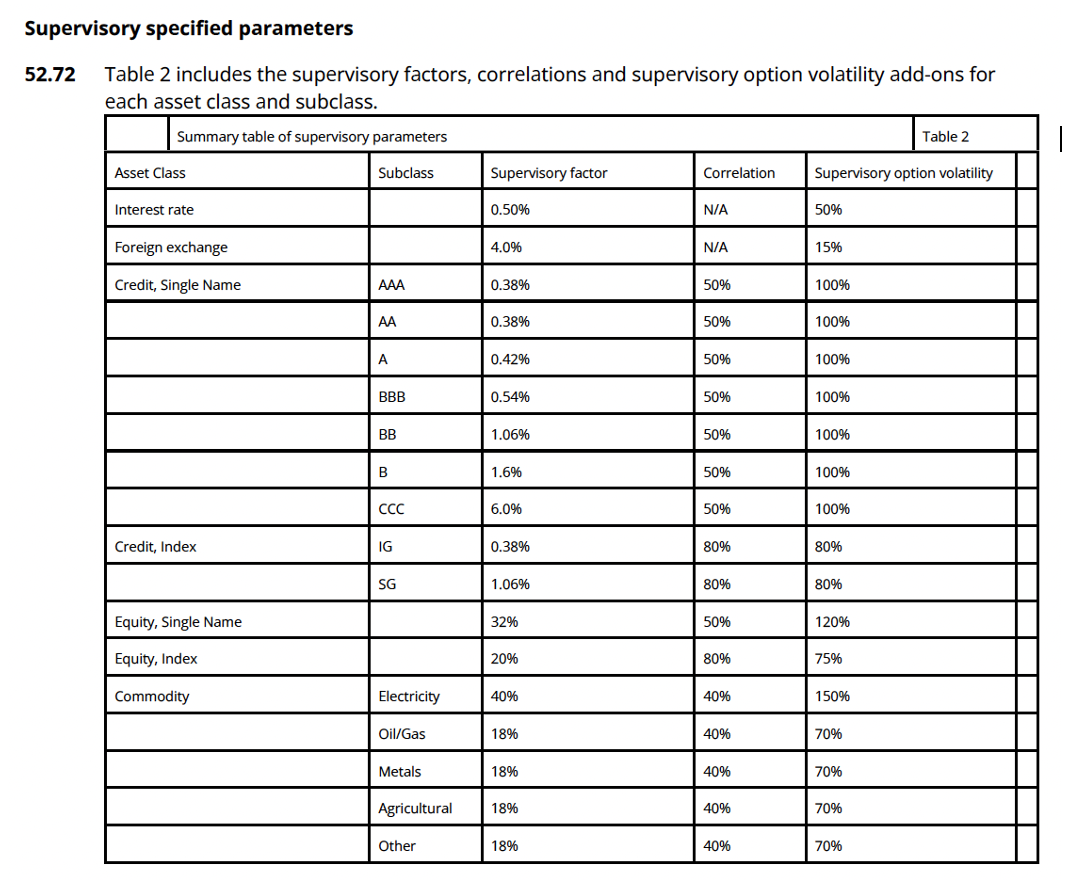 Supervisory specified parameters
52.72 Table 2 includes the supervisory factors, correlations and supervisory option volatility add-ons for
each asset class and subclass.
Summary table of supervisory parameters Table 2
Asset Class Subclass Supervisory factor Correlation Supervisory option volatility
Interest rate 0.50% N/A 50%
Foreign exchange 4.0% N/A 15%
Credit, Single Name AAA 0.38% 50% 100%
AA 0.38% 50% 100%
A 0.42% 50% 100%
BBB 0.54% 50% 100%
BB 1.06% 50% 100%
B 1.6% 50% 100%
CCC 6.0% 50% 100%
Credit, Index IG 0.38% 80% 80%
SG 1.06% 80% 80%
Equity, Single Name 32% 50% 120%
Equity, Index 20% 80% 75%
Commodity Electricity 40% 40% 150%
Oil/Gas 18% 40% 70%
Metals 18% 40% 70%
Agricultural 18% 40% 70%
Other 18% 40% 70%